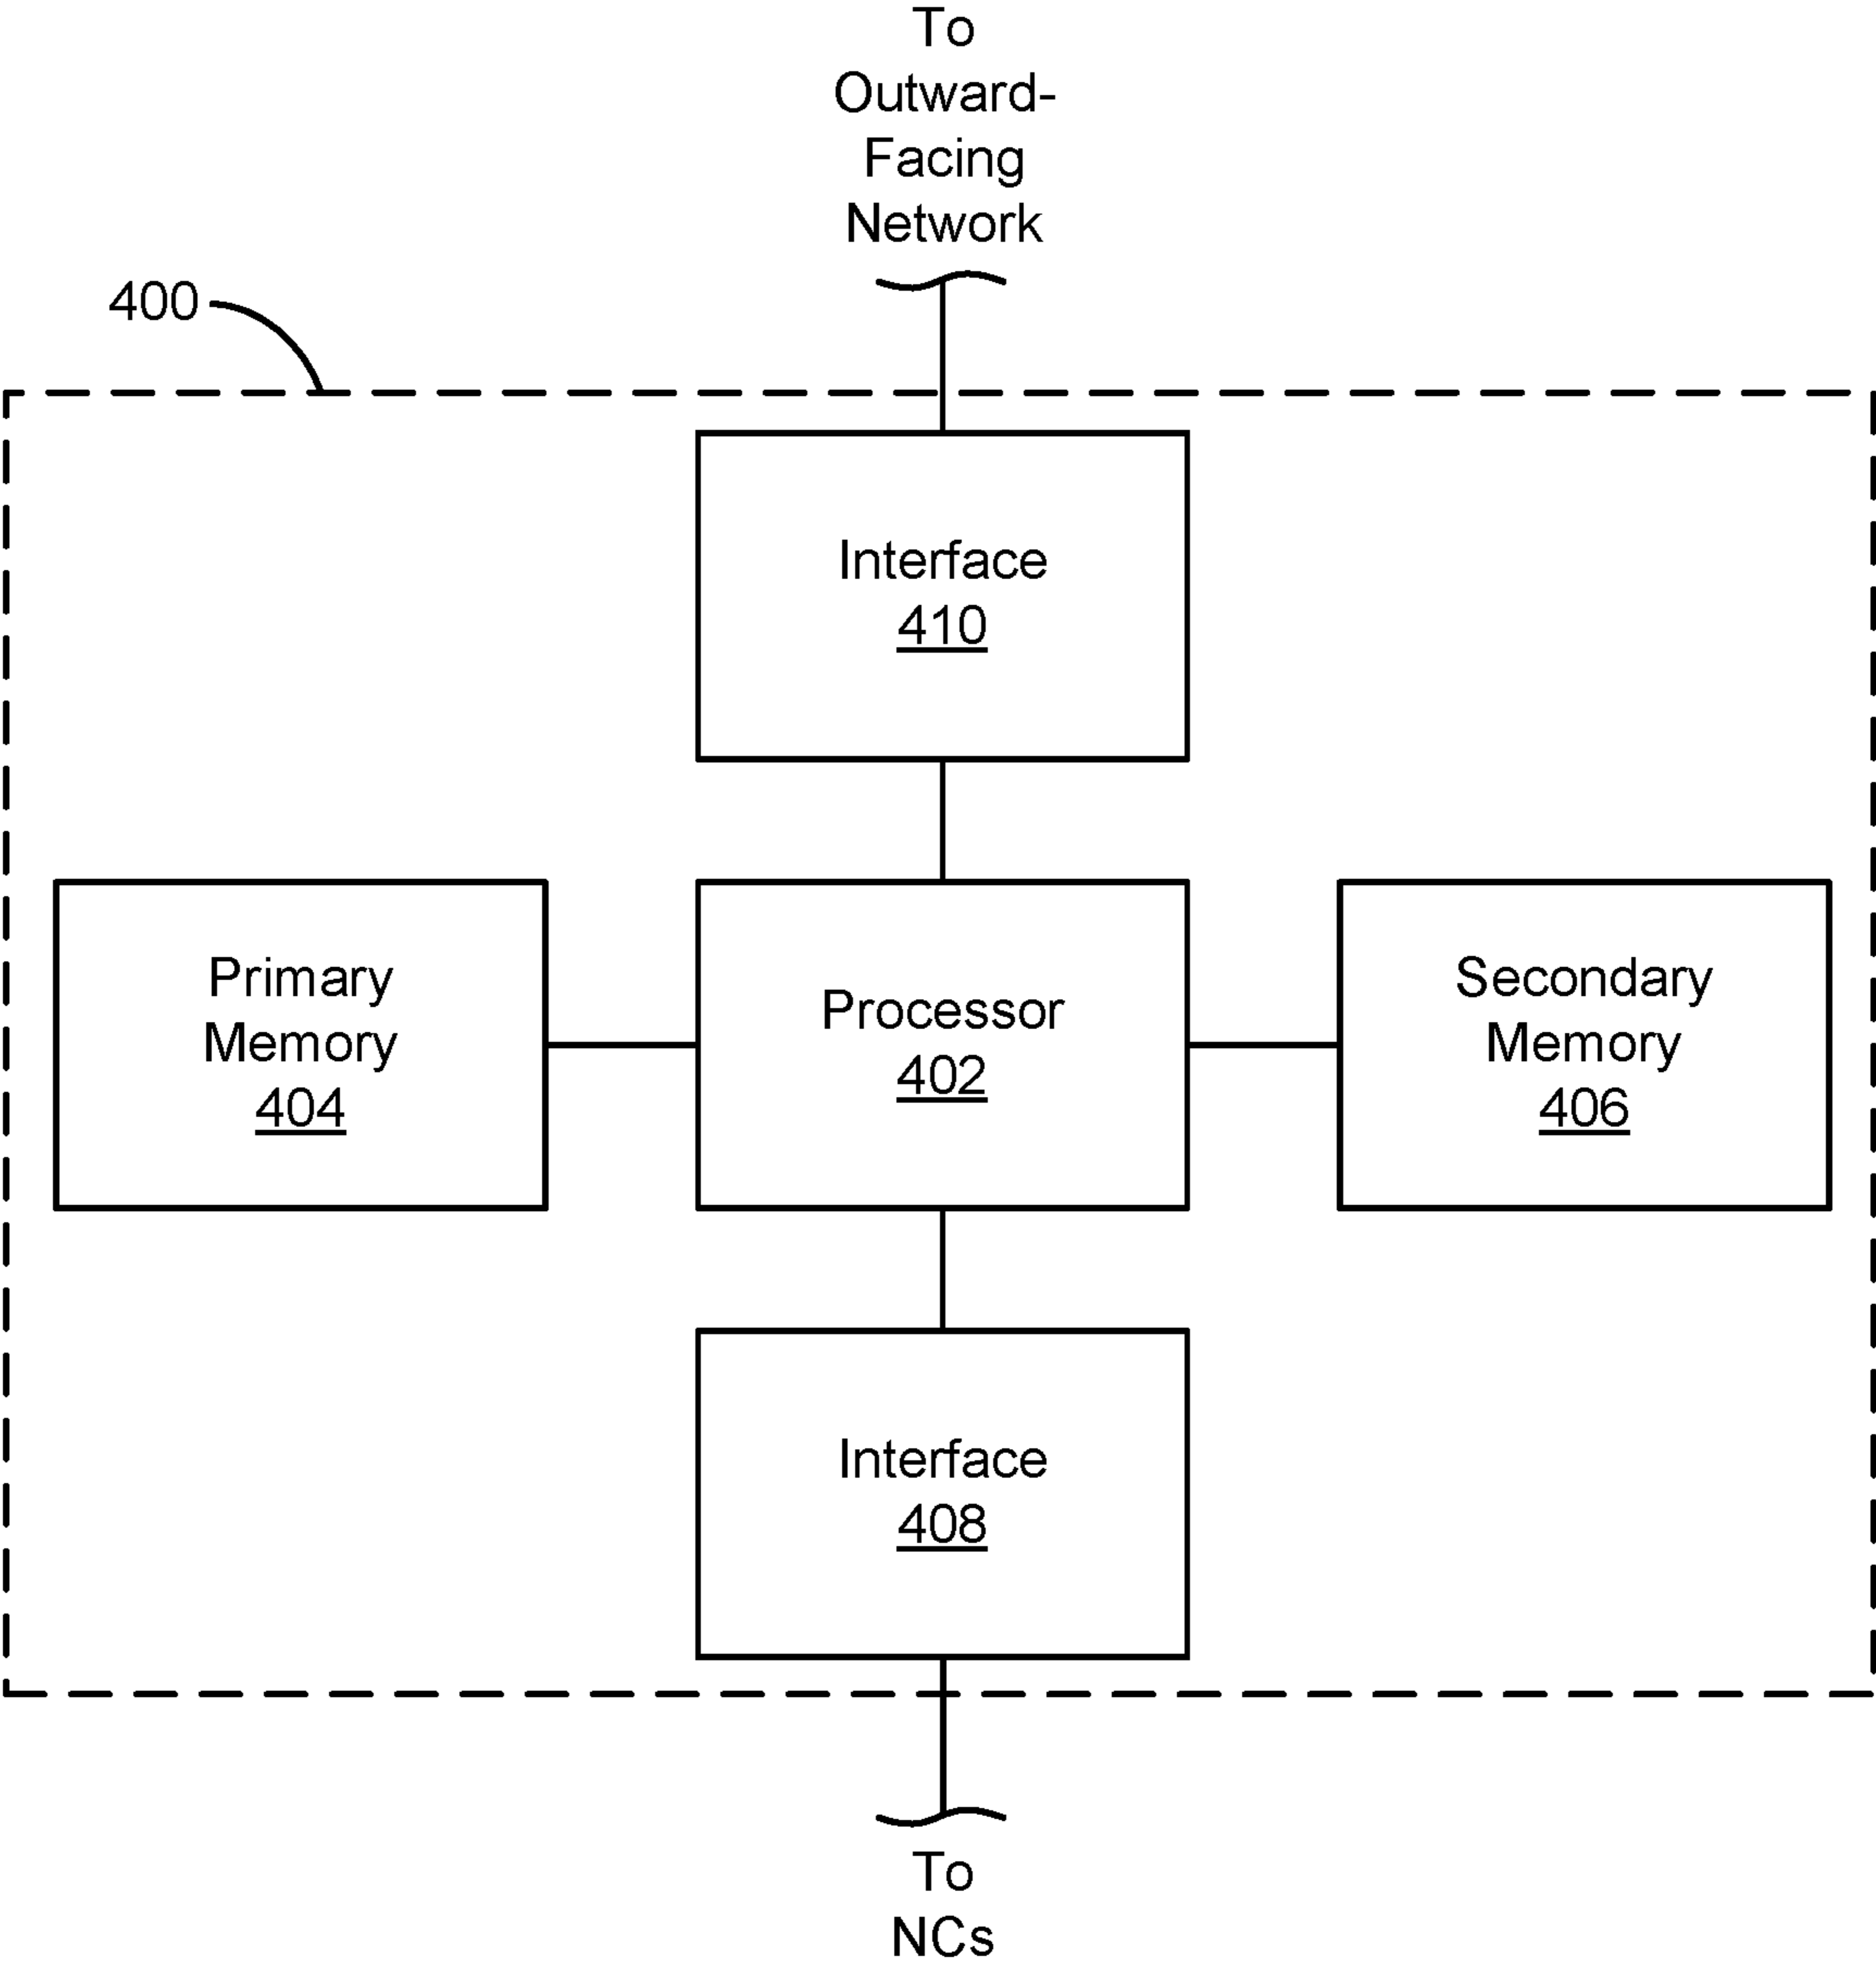 To
Outward-
Facing
Network
400
Interface
410
Primary
Memory
404
Processor
402
Secondary
Memory
406
Interface
408
To
NCs